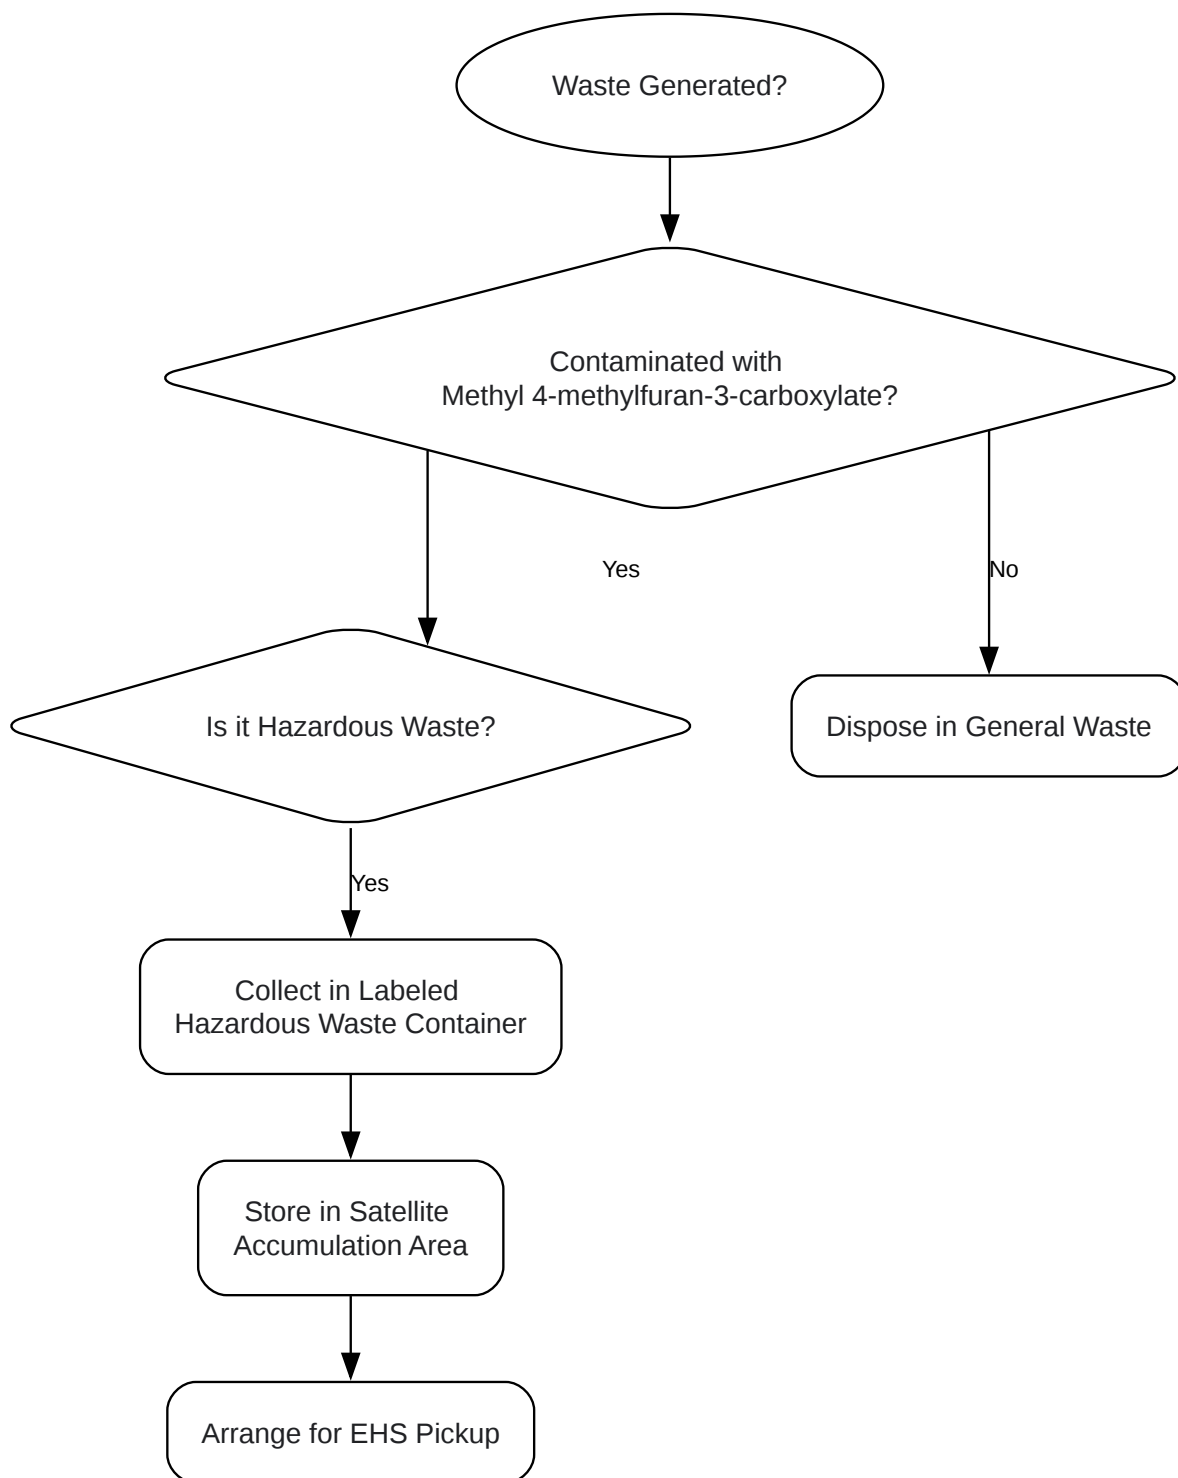 Waste Generated?
Contaminated with
Methyl 4-methylfuran-3-carboxylate?
Yes
No
Is it Hazardous Waste?
Dispose in General Waste
Yes
Collect in Labeled
Hazardous Waste Container
Store in Satellite
Accumulation Area
Arrange for EHS Pickup